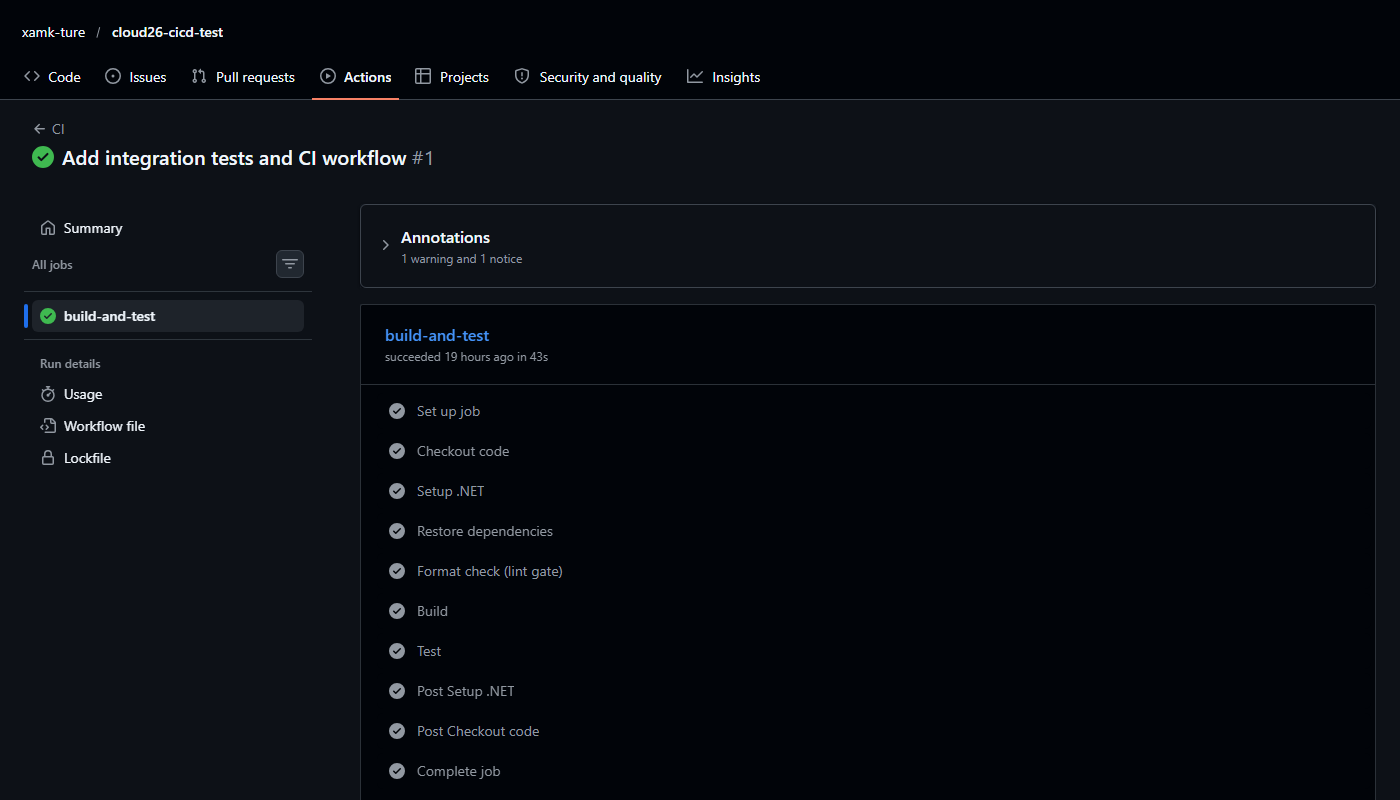 xamk-ture / cloud26-cicd-test
Code Issues Pull requests Actions Projects Security and quality Insights
CI
Add integration tests and CI workflow #1
Summary
All jobs
build-and-test
Run details
Usage
Workflow file
Lockfile
Annotations
1 warning and 1 notice
build-and-test
succeeded 19 hours ago in 43s
Set up job
Checkout code
Setup .NET
Restore dependencies
Format check (lint gate)
Build
Test
Post Setup .NET
Post Checkout code
Complete job